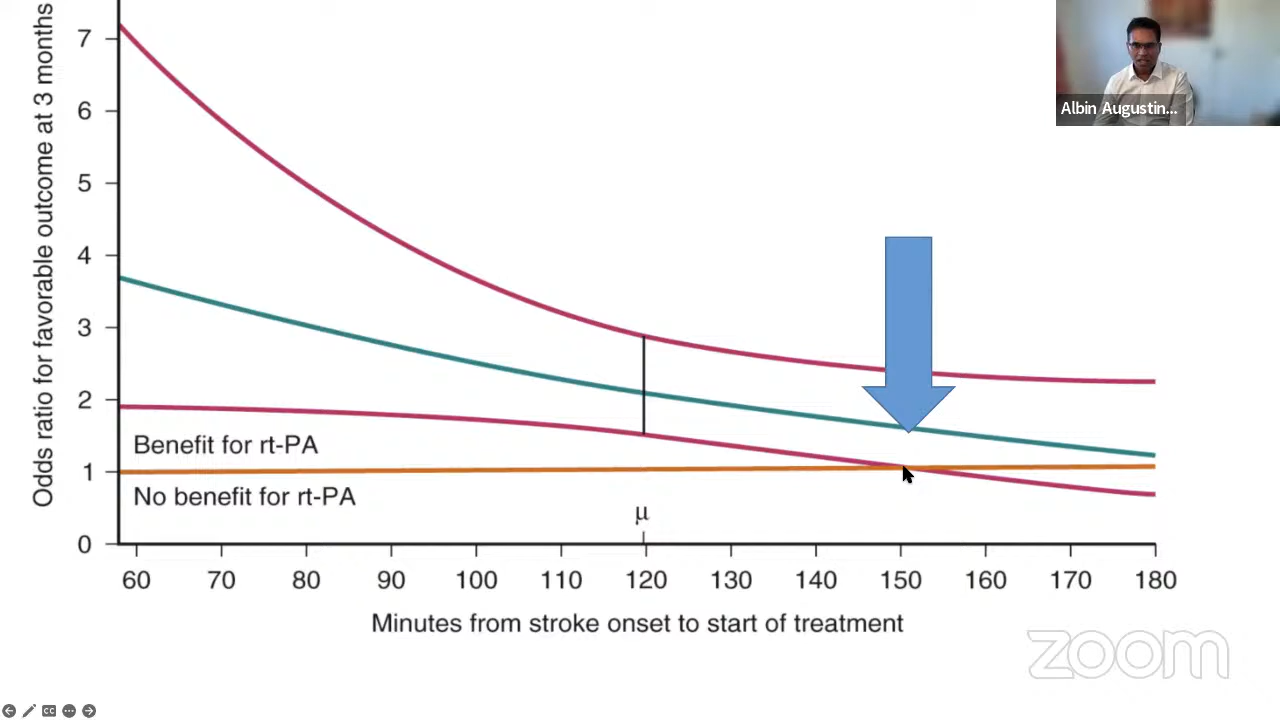 Odds ratio for favorable outcome at 3 months
7
6
5
4
3
2
1
0
Benefit for rt-PA
No benefit for rt-PA
μ
60 70 80 90 100 110 120 130 140 150 160 170 180
Minutes from stroke onset to start of treatment
Albin Augustin...
zoom
CC